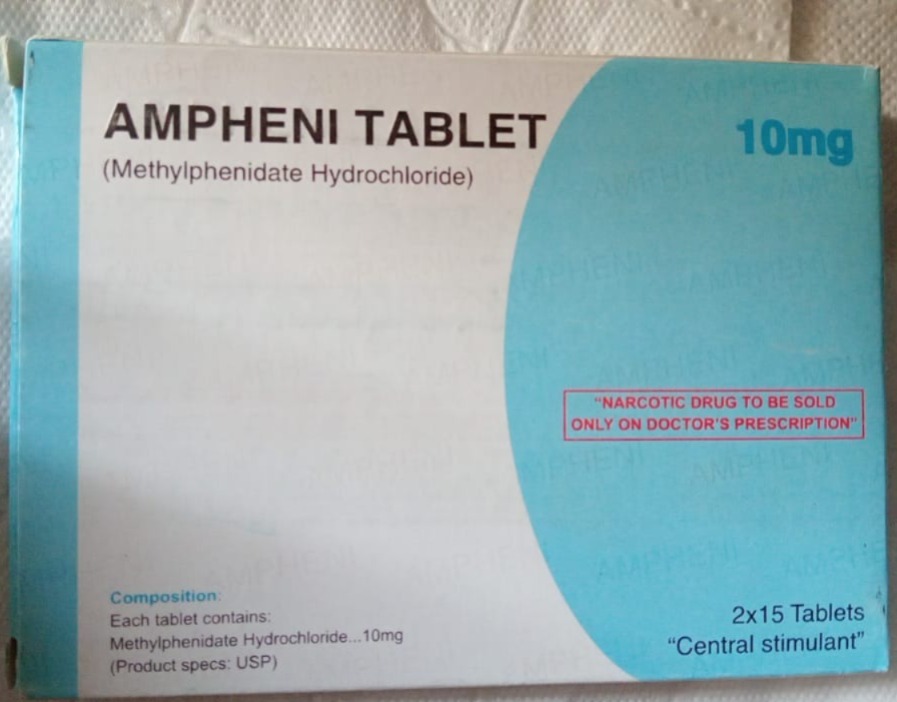 AMPHENI TABLET
(Methylphenidate Hydrochloride)
10mg
"NARCOTIC DRUG TO BE SOLD
ONLY ON DOCTOR'S PRESCRIPTION"
Composition:
Each tablet contains:
Methylphenidate Hydrochloride...10mg
(Product specs: USP)
2x15 Tablets
"Central stimulant"